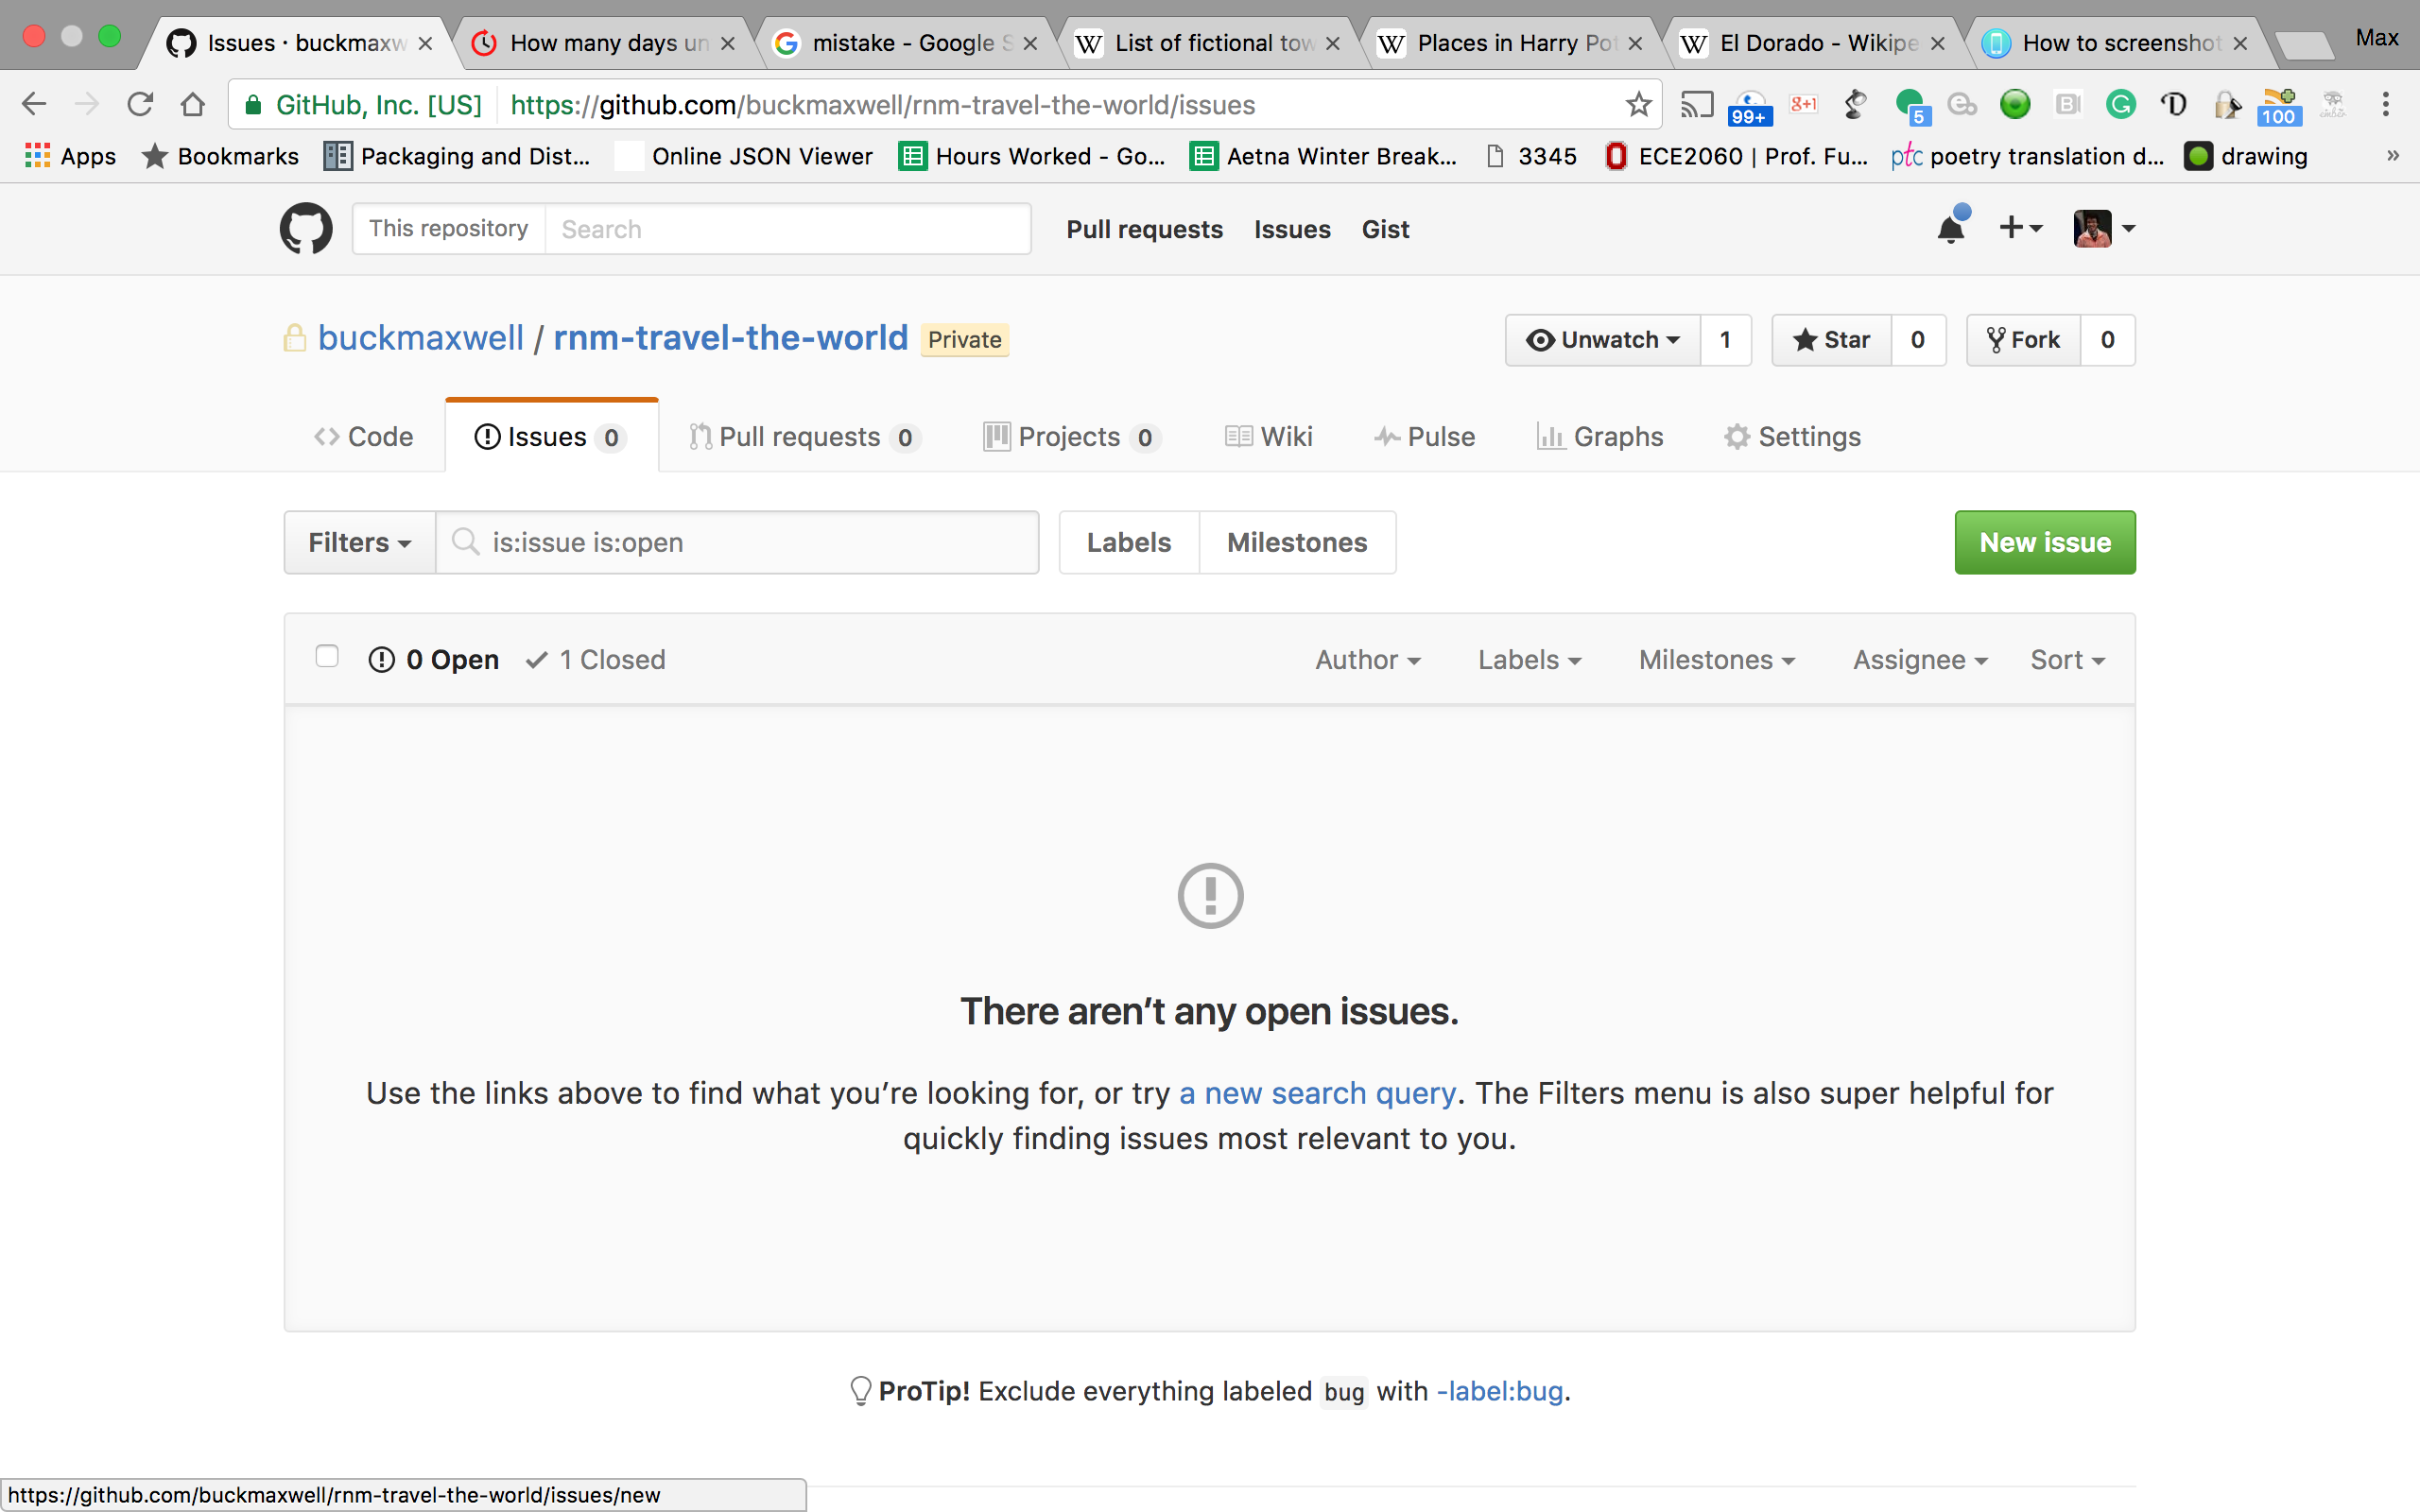 Issues · buckmaxw
How many days un
mistake - Google S
List of fictional tow
Places in Harry Pot
El Dorado - Wikipe
How to screenshot
Max
GitHub, Inc. [US] https://github.com/buckmaxwell/rnm-travel-the-world/issues
99+
g+1
5
100
Apps
Bookmarks
Packaging and Dist...
Online JSON Viewer
Hours Worked - Go...
Aetna Winter Break...
3345
ECE2060 | Prof. Fu...
ptc poetry translation d...
drawing
»
This repository Search
Pull requests Issues Gist
buckmaxwell / rnm-travel-the-world Private
Unwatch 1 Star 0 Fork 0
Code Issues 0 Pull requests 0 Projects 0 Wiki Pulse Graphs Settings
Filters is:issue is:open Labels Milestones New issue
0 Open 1 Closed Author Labels Milestones Assignee Sort
There aren’t any open issues.
Use the links above to find what you’re looking for, or try a new search query. The Filters menu is also super helpful for
quickly finding issues most relevant to you.
ProTip! Exclude everything labeled bug with -label:bug.
https://github.com/buckmaxwell/rnm-travel-the-world/issues/new